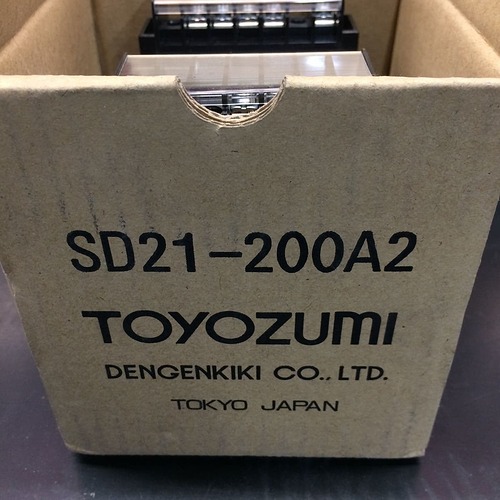 SD21-200A2
TOYOZUMI
DENGENKIKI CO., LTD.
TOKYO JAPAN